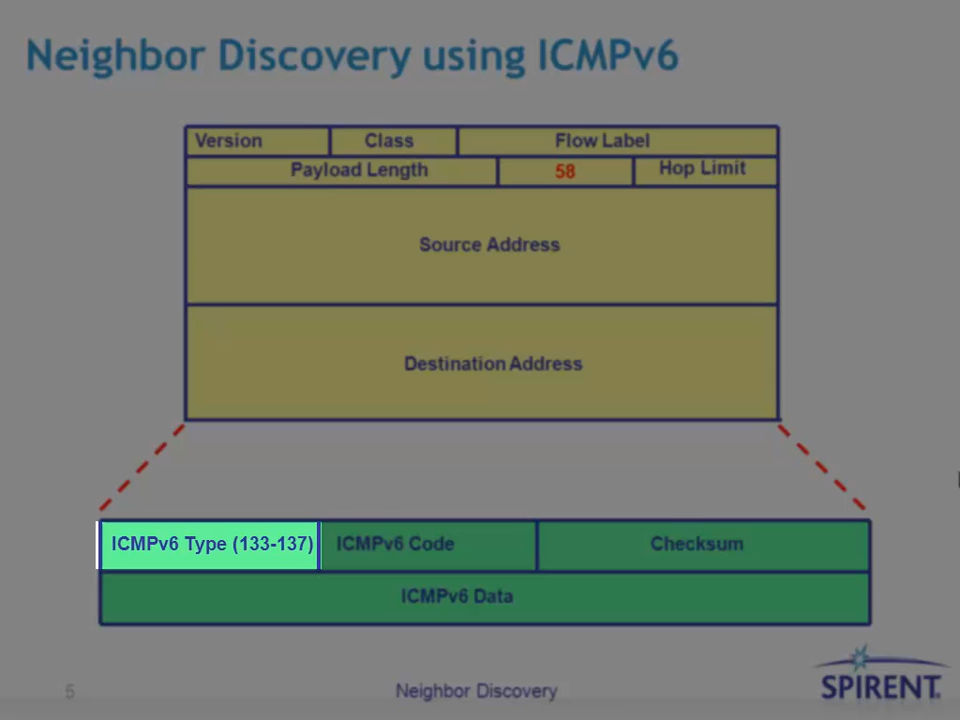 Neighbor Discovery using ICMPv6
Version Class Flow Label
Payload Length 58 Hop Limit
Source Address
Destination Address
ICMPv6 Type (133-137) ICMPv6 Code Checksum
ICMPv6 Data
5 Neighbor Discovery SPIRENT